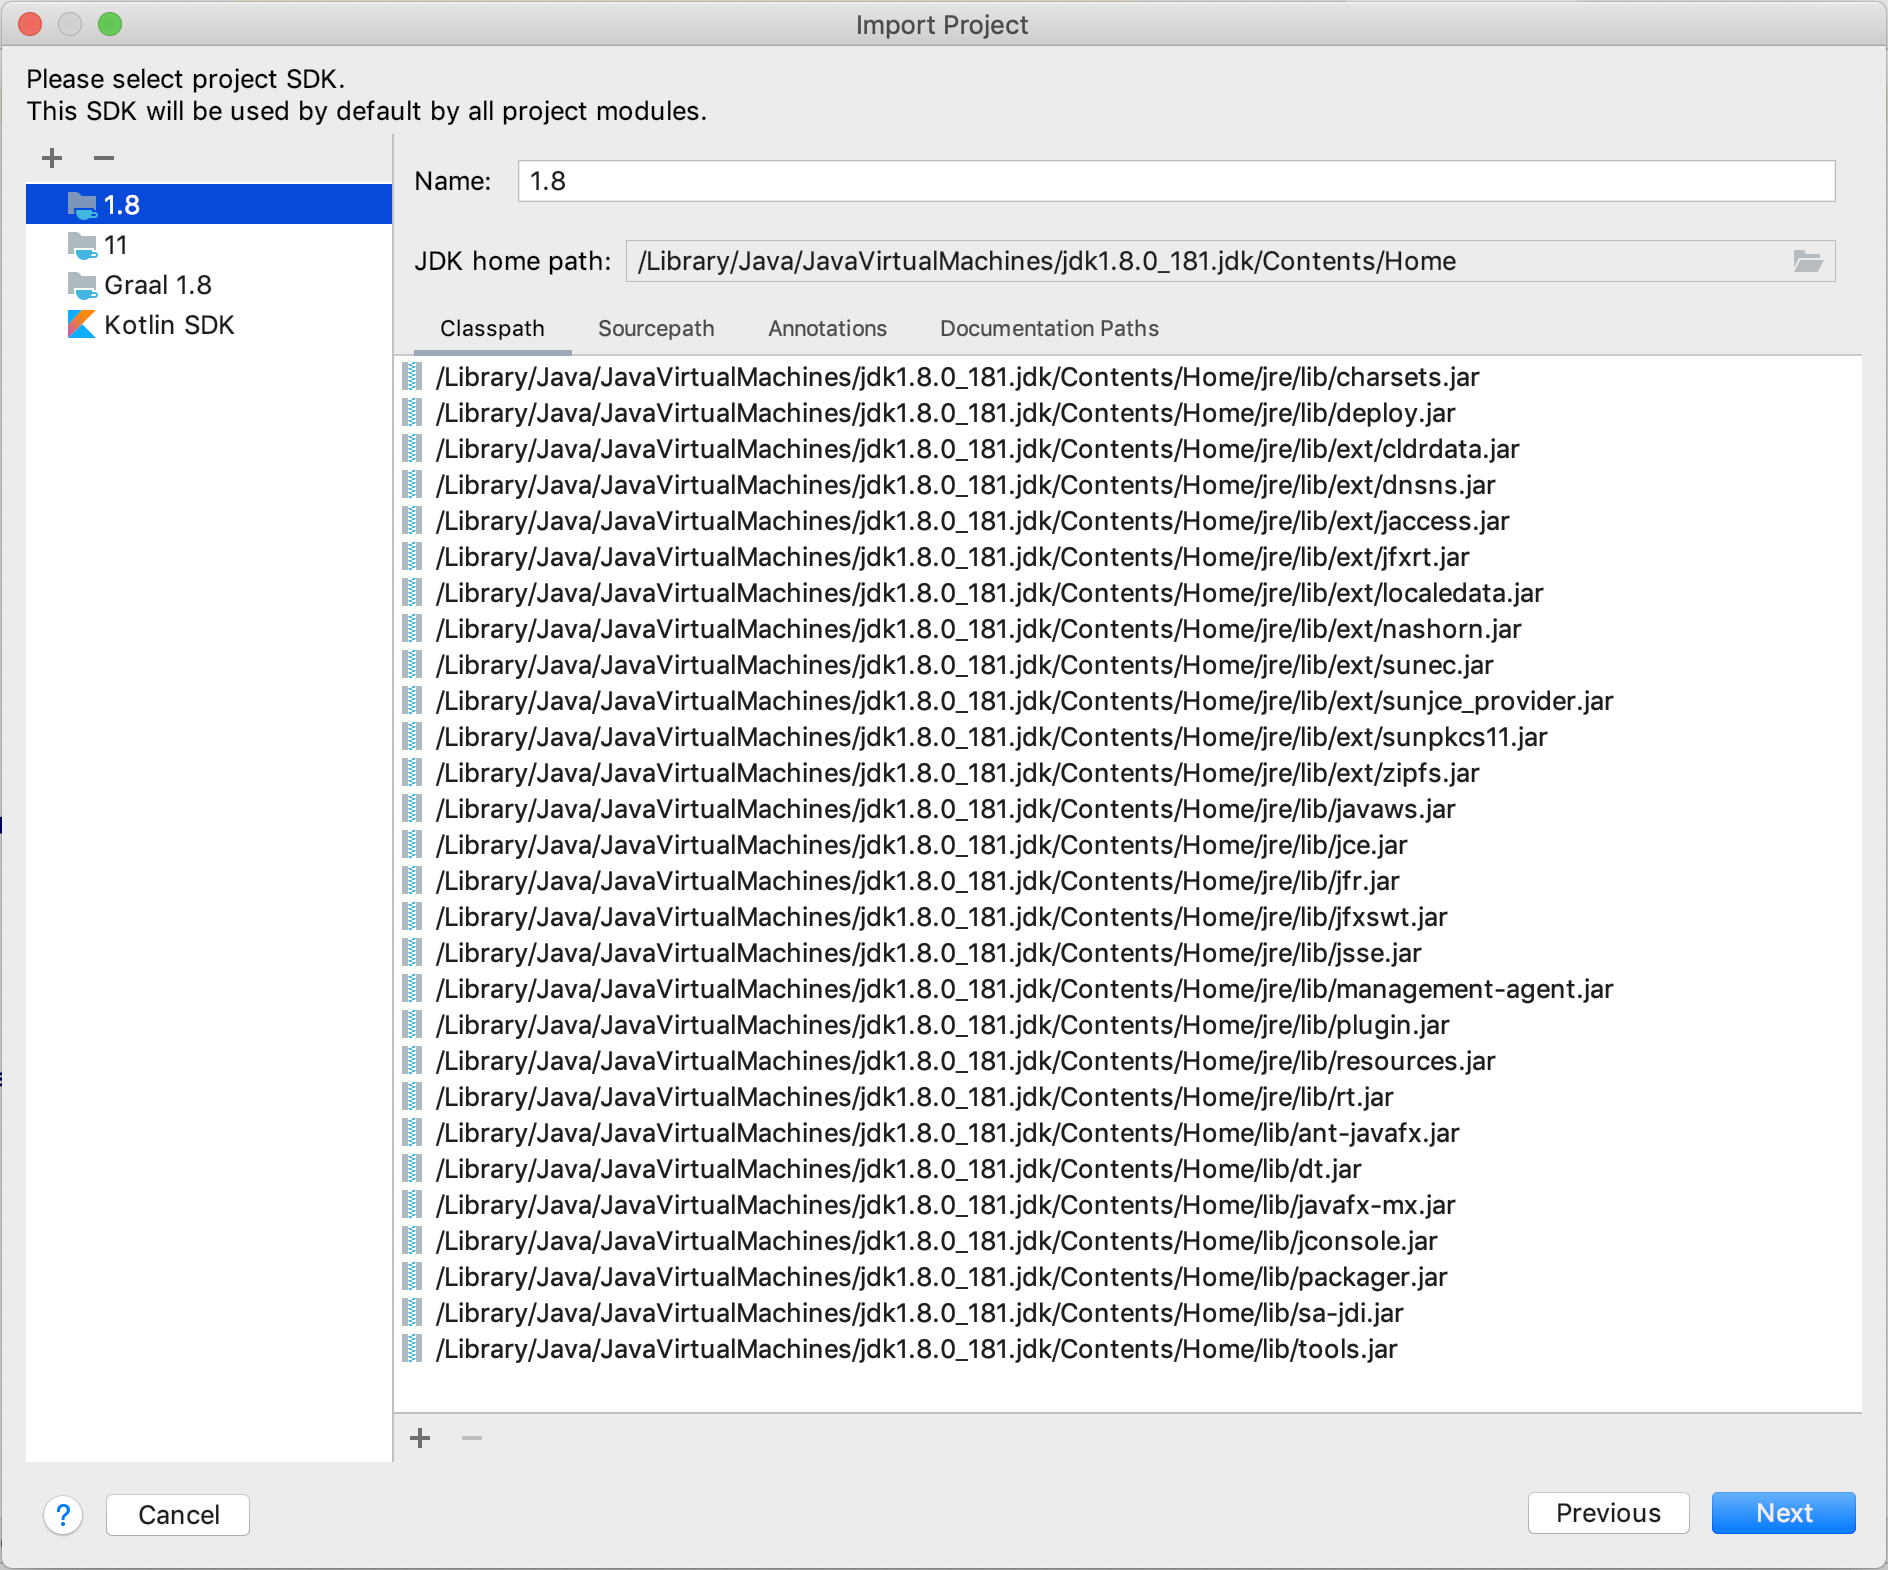 Import Project
Please select project SDK.
This SDK will be used by default by all project modules.
1.8
11
Graal 1.8
Kotlin SDK
Name: 1.8
JDK home path: /Library/Java/JavaVirtualMachines/jdk1.8.0_181.jdk/Contents/Home
Classpath Sourcepath Annotations Documentation Paths
/Library/Java/JavaVirtualMachines/jdk1.8.0_181.jdk/Contents/Home/jre/lib/charsets.jar
/Library/Java/JavaVirtualMachines/jdk1.8.0_181.jdk/Contents/Home/jre/lib/deploy.jar
/Library/Java/JavaVirtualMachines/jdk1.8.0_181.jdk/Contents/Home/jre/lib/ext/cldrdata.jar
/Library/Java/JavaVirtualMachines/jdk1.8.0_181.jdk/Contents/Home/jre/lib/ext/dnsns.jar
/Library/Java/JavaVirtualMachines/jdk1.8.0_181.jdk/Contents/Home/jre/lib/ext/jaccess.jar
/Library/Java/JavaVirtualMachines/jdk1.8.0_181.jdk/Contents/Home/jre/lib/ext/jfxrt.jar
/Library/Java/JavaVirtualMachines/jdk1.8.0_181.jdk/Contents/Home/jre/lib/ext/localedata.jar
/Library/Java/JavaVirtualMachines/jdk1.8.0_181.jdk/Contents/Home/jre/lib/ext/nashorn.jar
/Library/Java/JavaVirtualMachines/jdk1.8.0_181.jdk/Contents/Home/jre/lib/ext/sunec.jar
/Library/Java/JavaVirtualMachines/jdk1.8.0_181.jdk/Contents/Home/jre/lib/ext/sunjce_provider.jar
/Library/Java/JavaVirtualMachines/jdk1.8.0_181.jdk/Contents/Home/jre/lib/ext/sunpkcs11.jar
/Library/Java/JavaVirtualMachines/jdk1.8.0_181.jdk/Contents/Home/jre/lib/ext/zipfs.jar
/Library/Java/JavaVirtualMachines/jdk1.8.0_181.jdk/Contents/Home/jre/lib/javaws.jar
/Library/Java/JavaVirtualMachines/jdk1.8.0_181.jdk/Contents/Home/jre/lib/jce.jar
/Library/Java/JavaVirtualMachines/jdk1.8.0_181.jdk/Contents/Home/jre/lib/jfr.jar
/Library/Java/JavaVirtualMachines/jdk1.8.0_181.jdk/Contents/Home/jre/lib/jfxswt.jar
/Library/Java/JavaVirtualMachines/jdk1.8.0_181.jdk/Contents/Home/jre/lib/jsse.jar
/Library/Java/JavaVirtualMachines/jdk1.8.0_181.jdk/Contents/Home/jre/lib/management-agent.jar
/Library/Java/JavaVirtualMachines/jdk1.8.0_181.jdk/Contents/Home/jre/lib/plugin.jar
/Library/Java/JavaVirtualMachines/jdk1.8.0_181.jdk/Contents/Home/jre/lib/resources.jar
/Library/Java/JavaVirtualMachines/jdk1.8.0_181.jdk/Contents/Home/jre/lib/rt.jar
/Library/Java/JavaVirtualMachines/jdk1.8.0_181.jdk/Contents/Home/lib/ant-javafx.jar
/Library/Java/JavaVirtualMachines/jdk1.8.0_181.jdk/Contents/Home/lib/dt.jar
/Library/Java/JavaVirtualMachines/jdk1.8.0_181.jdk/Contents/Home/lib/javafx-mx.jar
/Library/Java/JavaVirtualMachines/jdk1.8.0_181.jdk/Contents/Home/lib/jconsole.jar
/Library/Java/JavaVirtualMachines/jdk1.8.0_181.jdk/Contents/Home/lib/packager.jar
/Library/Java/JavaVirtualMachines/jdk1.8.0_181.jdk/Contents/Home/lib/sa-jdi.jar
/Library/Java/JavaVirtualMachines/jdk1.8.0_181.jdk/Contents/Home/lib/tools.jar
? Cancel Previous Next